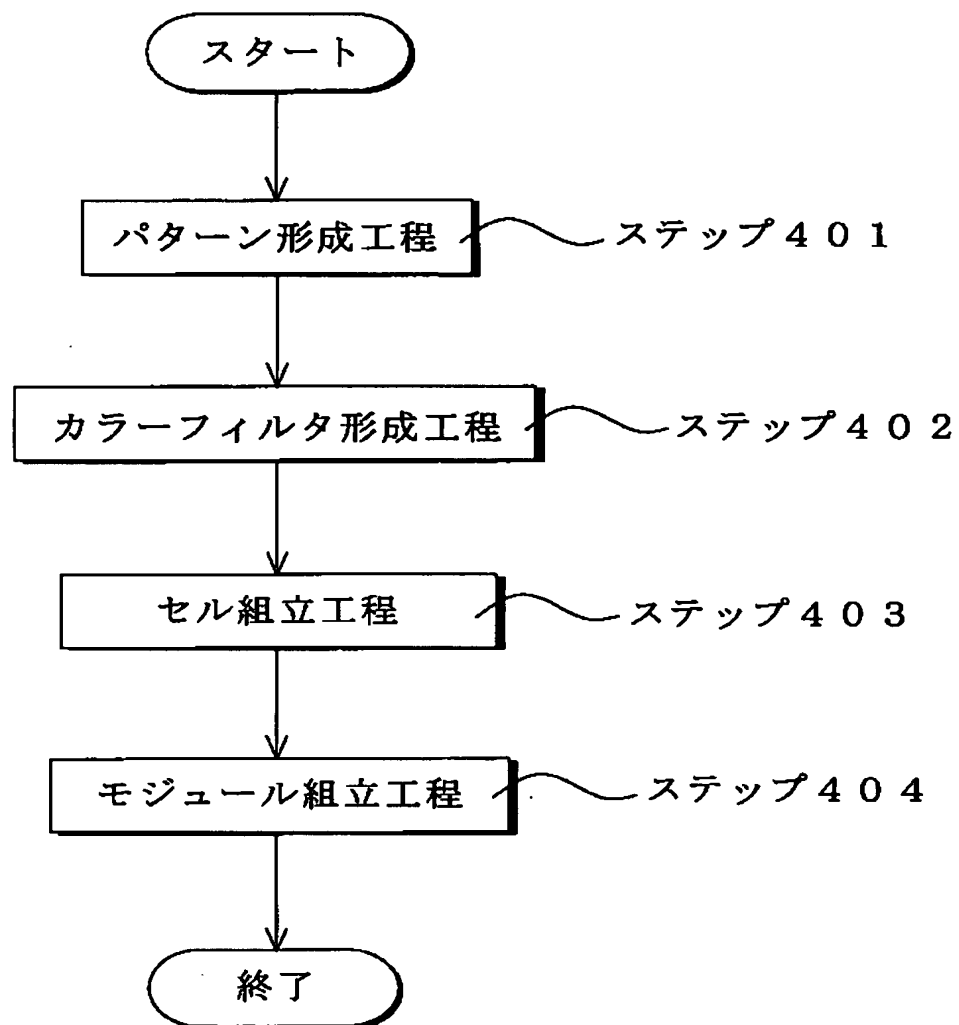 スタート
パターン形成工程
ステップ401
カラーフィルタ形成工程
ステップ402
セル組立工程
ステップ403
モジュール組立工程
ステップ404
終了